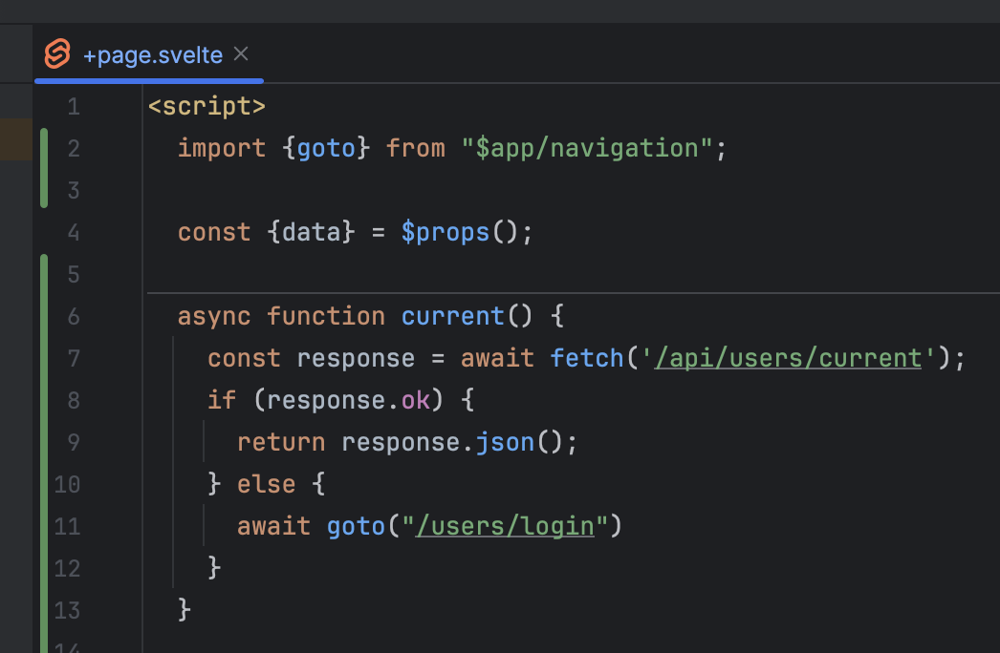 +page.svelte
1 <script>
2 import {goto} from "$app/navigation";
3
4 const {data} = $props();
5
6 async function current() {
7 const response = await fetch('/api/users/current');
8 if (response.ok) {
9 return response.json();
10 } else {
11 await goto("/users/login")
12 }
13 }
14